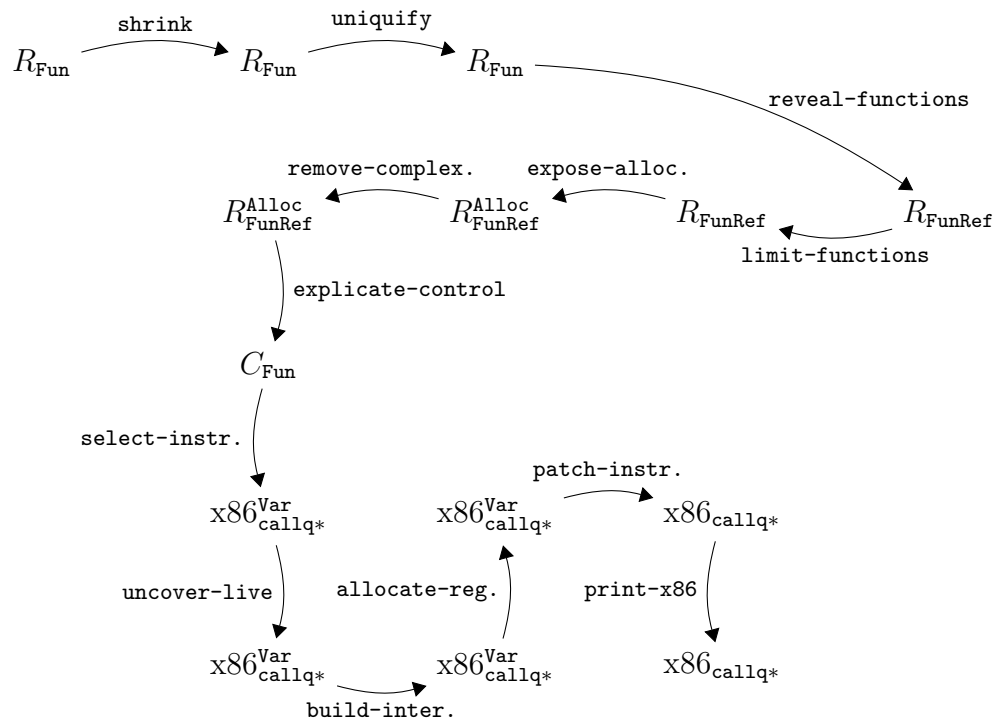 shrink
uniquify
R_Fun R_Fun R_Fun
reveal-functions
remove-complex. expose-alloc.
R^Alloc_FunRef R^Alloc_FunRef R_FunRef R_FunRef
limit-functions
explicate-control
C_Fun
select-instr.
patch-instr.
x86^Var_callq* x86^Var_callq* x86_callq*
uncover-live allocate-reg. print-x86
x86^Var_callq* x86^Var_callq* x86_callq*
build-inter.